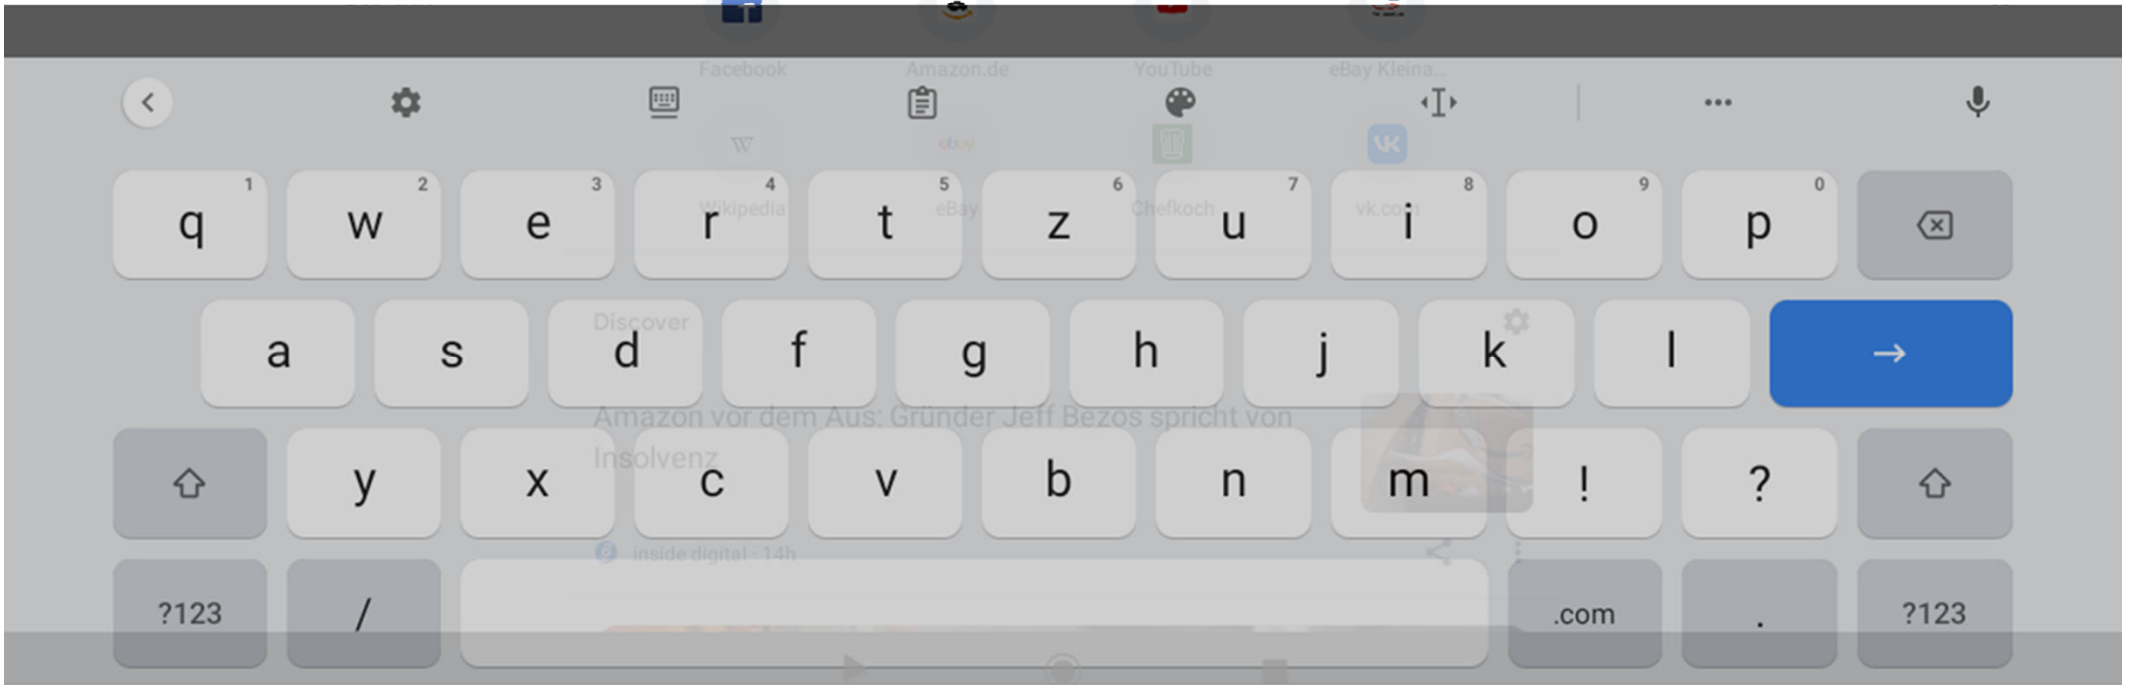 Facebook Amazon.de YouTube eBay Kleina...
W ebay VK
1 2 3 4 5 6 7 8 9 0
q w e r t z u i o p
Wikipedia eBay Chefkoch vk.com
Discover
a s d f g h j k l
Amazon vor dem Aus: Gründer Jeff Bezos spricht von
Insolvenz
y x c v b n m ! ?
inside digital · 14h
?123 / .com . ?123